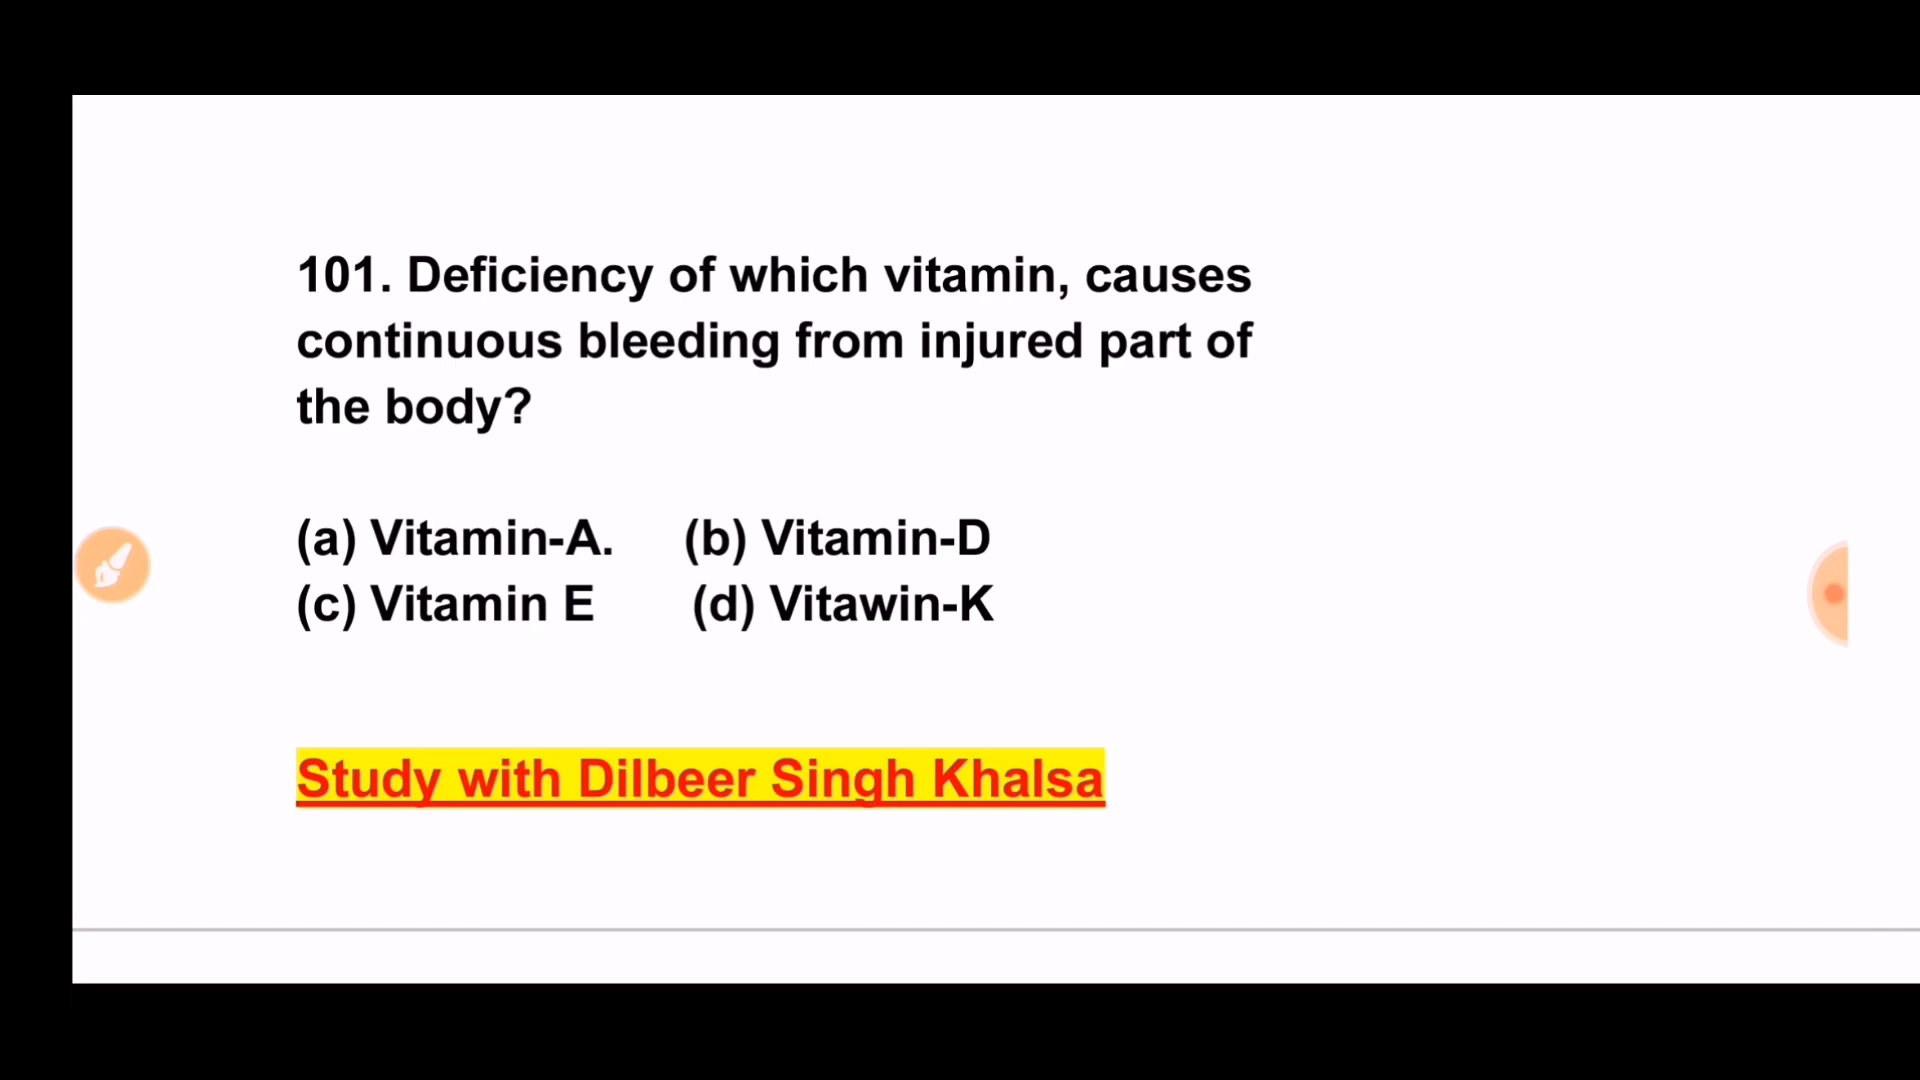 101. Deficiency of which vitamin, causes
continuous bleeding from injured part of
the body?
(a) Vitamin-A. (b) Vitamin-D
(c) Vitamin E (d) Vitawin-K
Study with Dilbeer Singh Khalsa